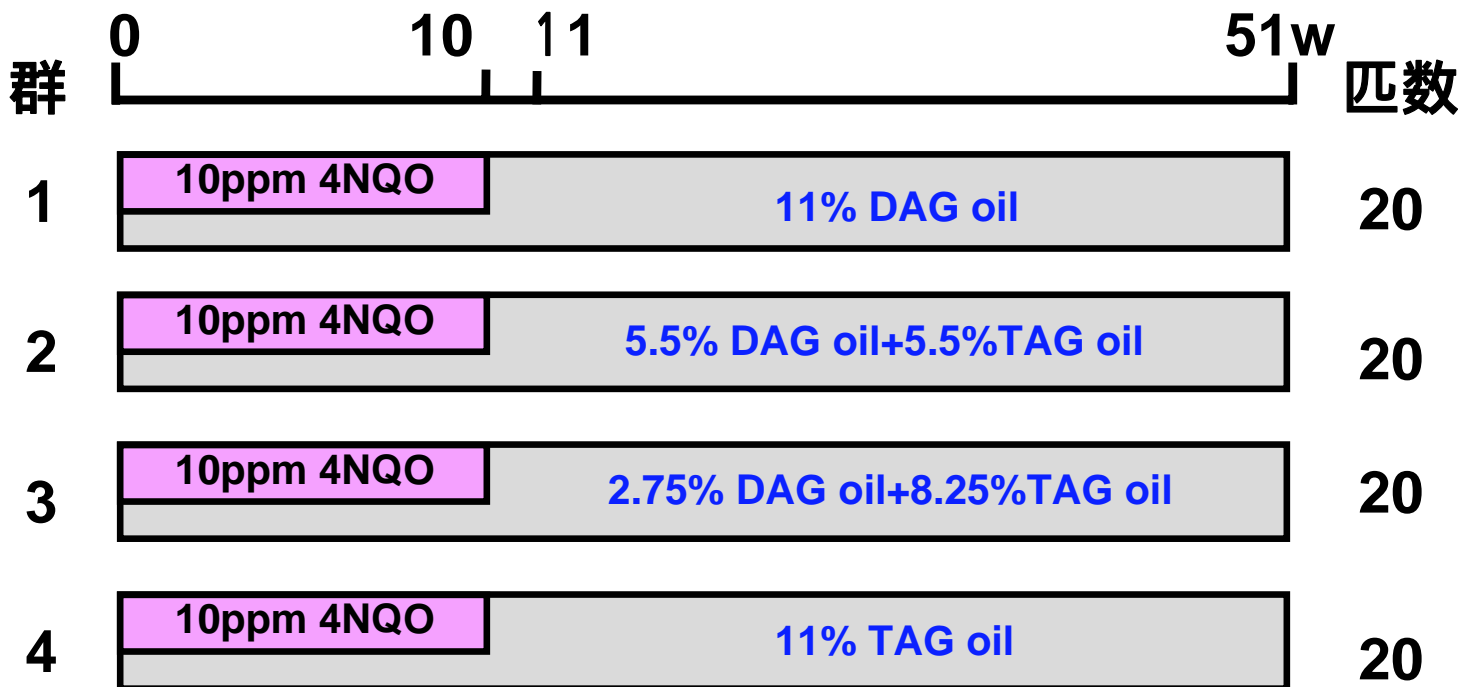 0 10 11 51w
群 匹数
1 10ppm 4NQO 11% DAG oil 20
2 10ppm 4NQO 5.5% DAG oil+5.5%TAG oil 20
3 10ppm 4NQO 2.75% DAG oil+8.25%TAG oil 20
4 10ppm 4NQO 11% TAG oil 20